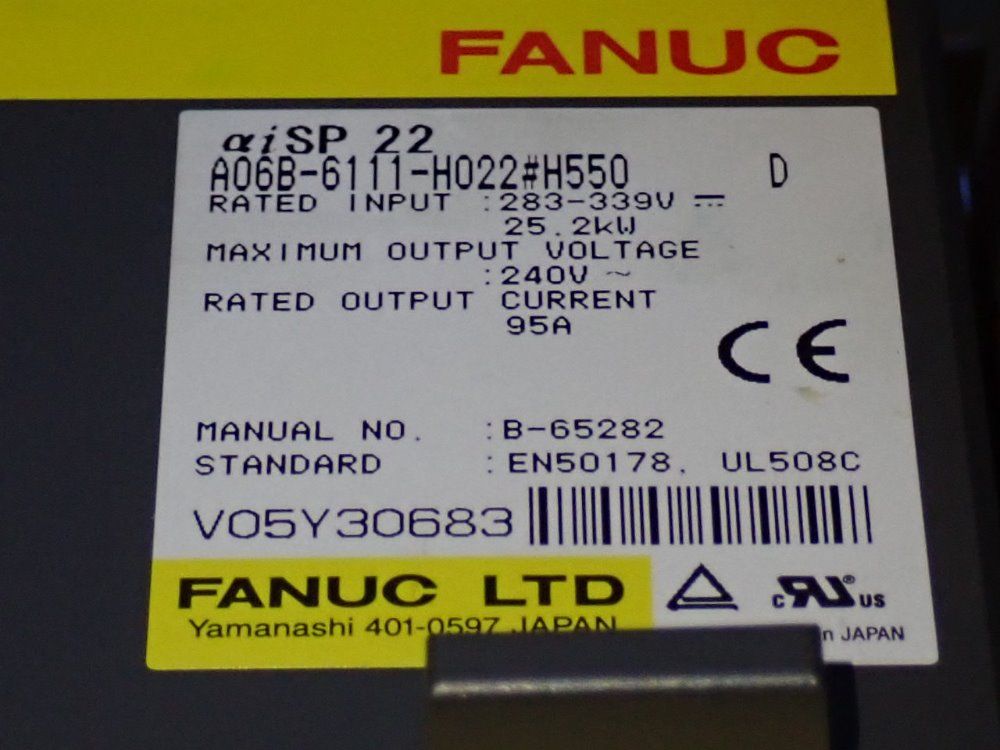 FANUC
αiSP 22
A06B-6111-H022#H550 D
RATED INPUT :283-339V ⎓
25.2kW
MAXIMUM OUTPUT VOLTAGE
:240V ~
RATED OUTPUT CURRENT
95A
CE
MANUAL NO. :B-65282
STANDARD :EN50178, UL508C
V05Y30683
FANUC LTD
Yamanashi 401-0597 JAPAN
c RU ® US
JAPAN